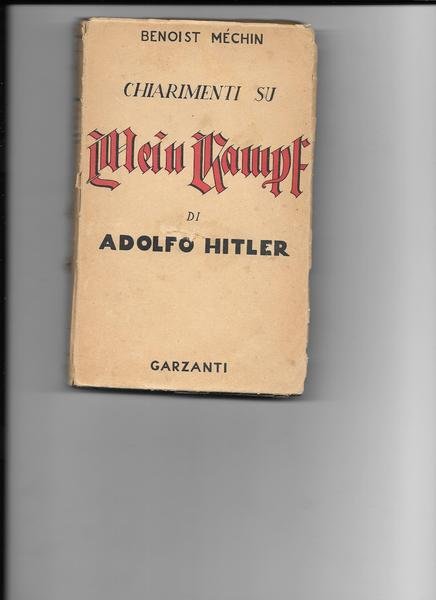 BENOIST MÉCHIN
CHIARIMENTI SU
Mein Kampf
DI
ADOLFO HITLER
GARZANTI